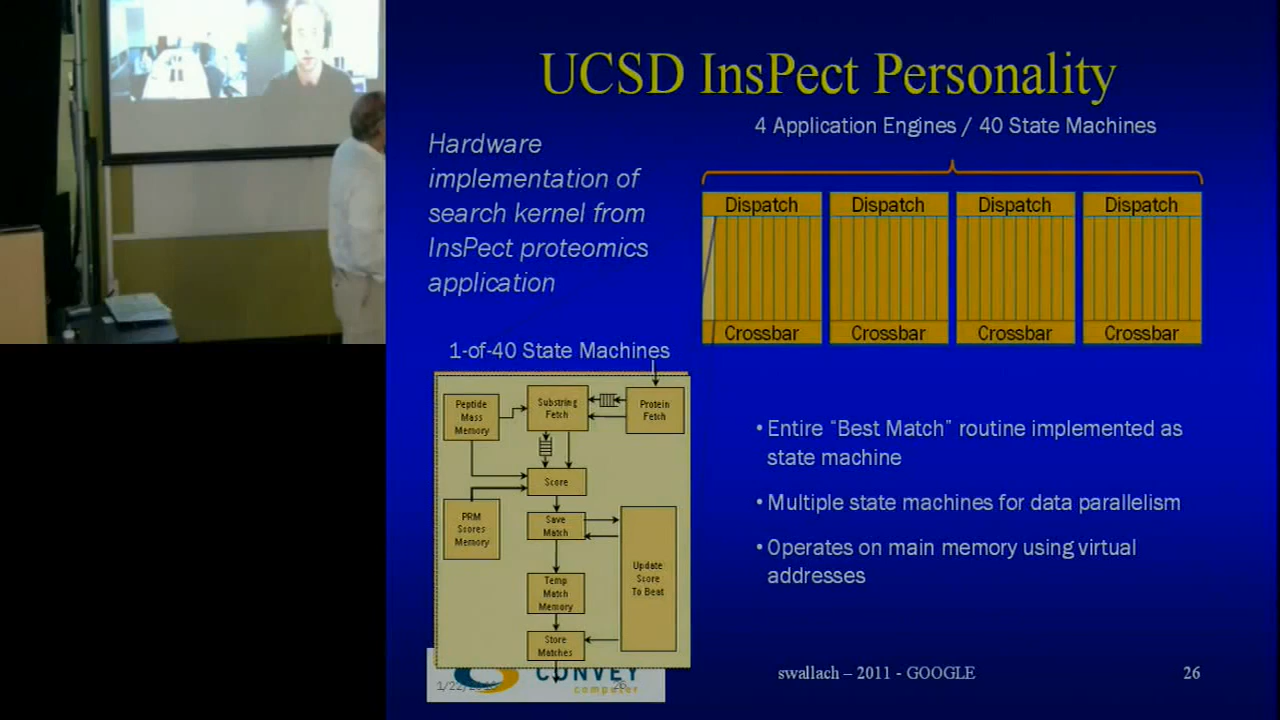 UCSD InsPect Personality
4 Application Engines / 40 State Machines
Hardware
implementation of
search kernel from
InsPect proteomics
application
Dispatch Dispatch Dispatch Dispatch
Crossbar Crossbar Crossbar Crossbar
1-of-40 State Machines
Peptide
Mass
Memory
Substring
Fetch
Protein
Fetch
Score
PRM
Scores
Memory
Save
Match
Update
Score
To Beat
Temp
Match
Memory
Store
Matches
• Entire “Best Match” routine implemented as
state machine
• Multiple state machines for data parallelism
• Operates on main memory using virtual
addresses
CONVEY
computer
26
swallach – 2011 - GOOGLE
26